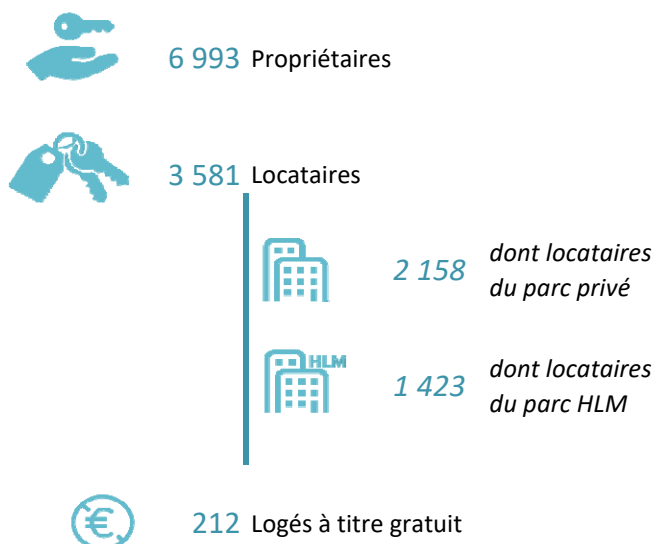 6 993 Propriétaires
3 581 Locataires
2 158 dont locataires
du parc privé
HLM
1 423 dont locataires
du parc HLM
€
212 Logés à titre gratuit